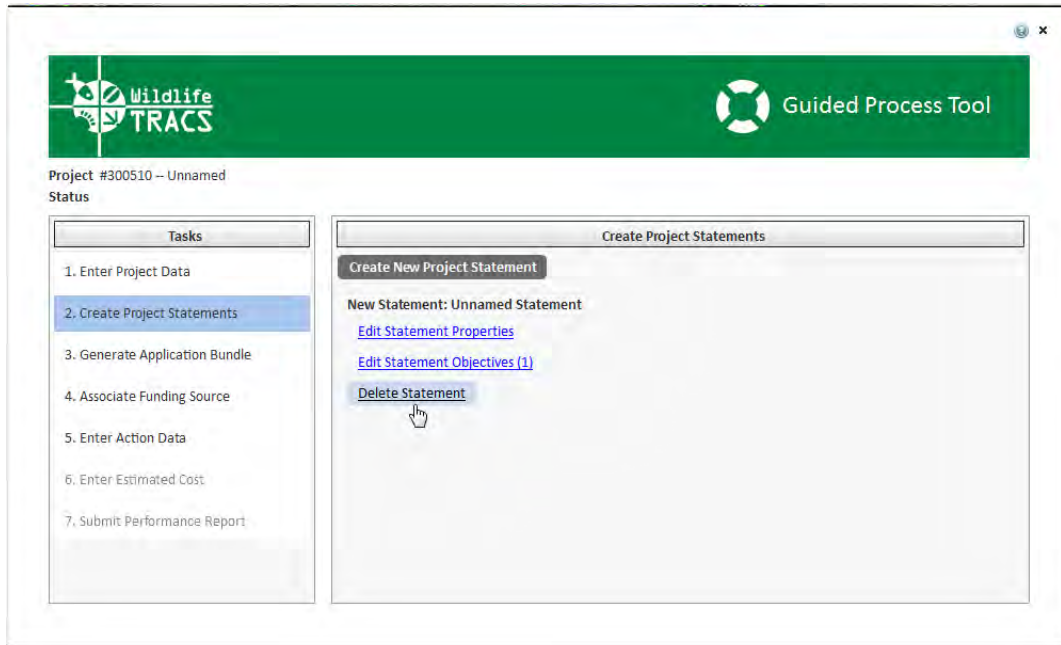 Wildlife
TRACS
Guided Process Tool
Project #300510 -- Unnamed
Status
Tasks
1. Enter Project Data
2. Create Project Statements
3. Generate Application Bundle
4. Associate Funding Source
5. Enter Action Data
6. Enter Estimated Cost
7. Submit Performance Report
Create Project Statements
Create New Project Statement
New Statement: Unnamed Statement
Edit Statement Properties
Edit Statement Objectives (1)
Delete Statement